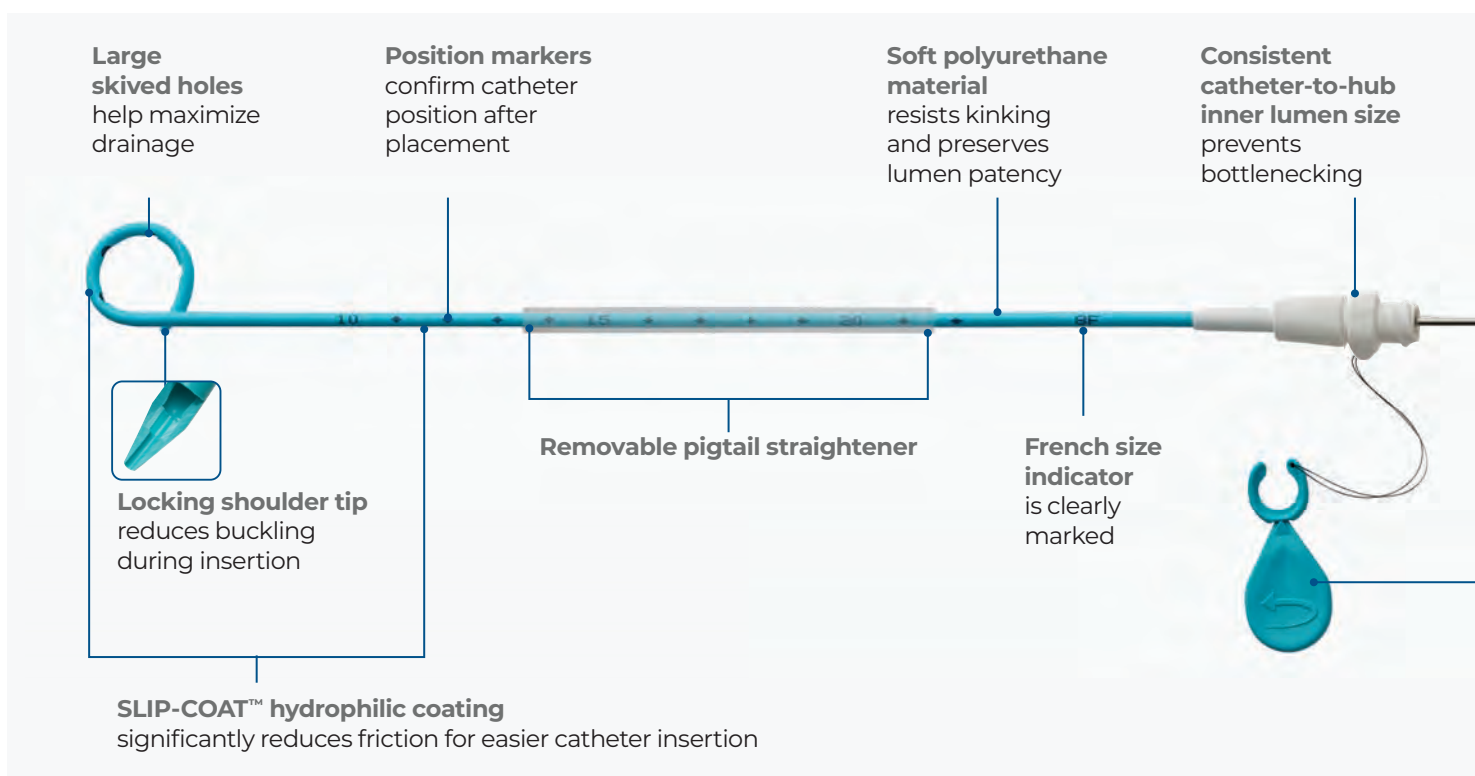 Large
skived holes
help maximize
drainage
Position markers
confirm catheter
position after
placement
Soft polyurethane
material
resists kinking
and preserves
lumen patency
Consistent
catheter-to-hub
inner lumen size
prevents
bottlenecking
10
15
20
8F
Removable pigtail straightener
French size
indicator
is clearly
marked
Locking shoulder tip
reduces buckling
during insertion
SLIP-COAT™ hydrophilic coating
significantly reduces friction for easier catheter insertion